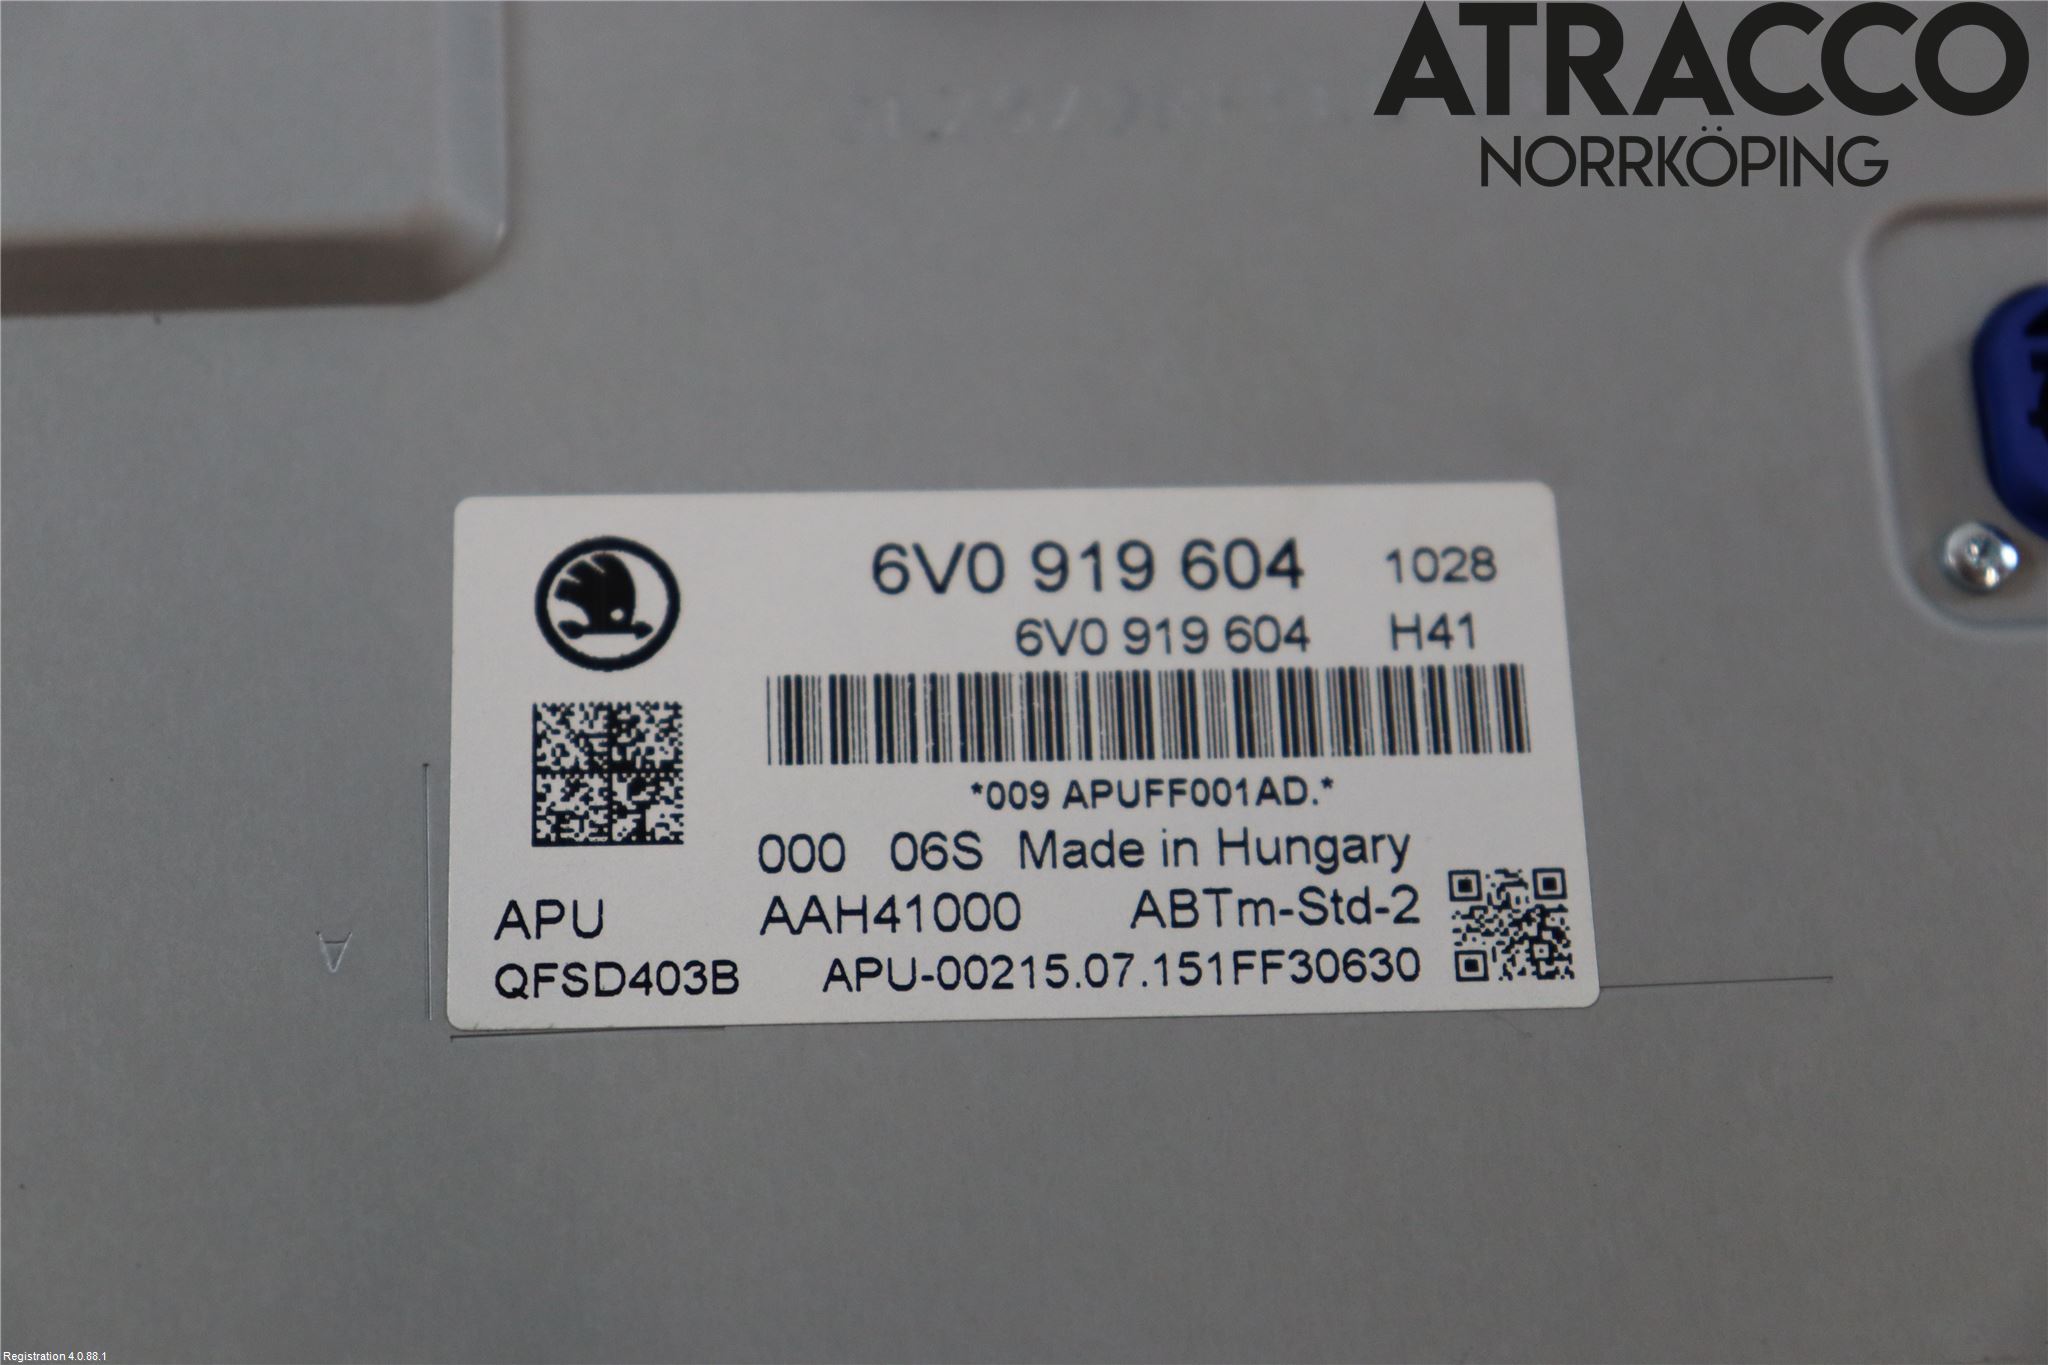 ATRACCO
NORRKÖPING
6V0 919 604 1028
6V0 919 604 H41
*009 APUFF001AD.*
000 06S Made in Hungary
APU AAH41000 ABTm-Std-2
QFSD403B APU-00215.07.151FF30630
A
Registration 4.0.88.1